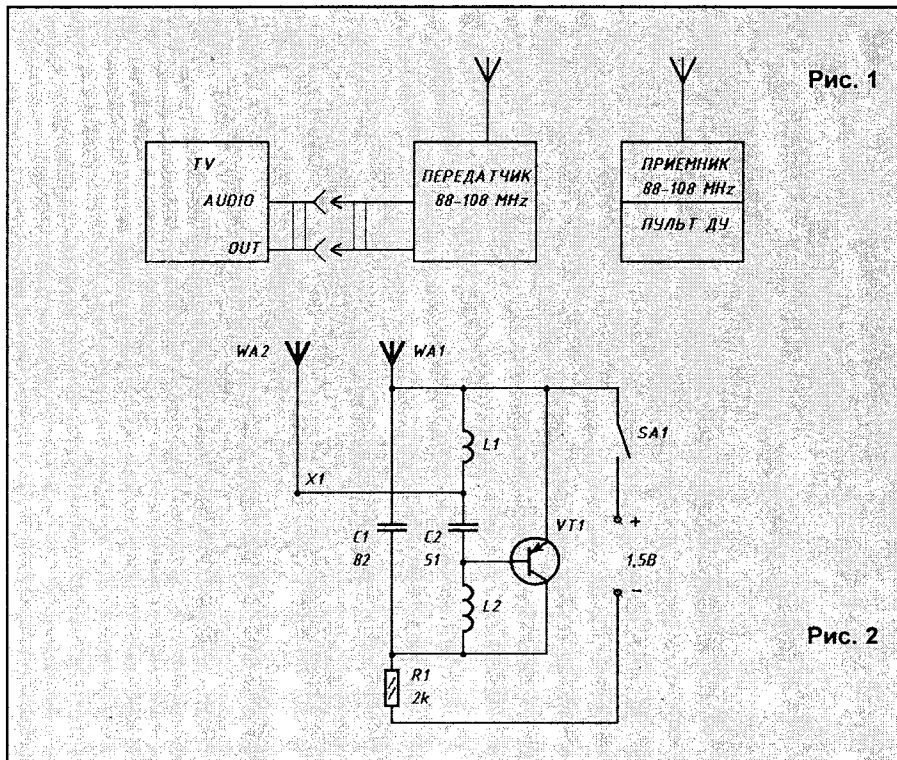 Рис. 1
TV
AUDIO
OUT
ПЕРЕДАТЧИК
88-108 MHz
ПРИЕМНИК
88-108 MHz
ПУЛЬТ ДУ
WA2
WA1
L1
SA1
X1
C1
82
C2
51
VT1
+
1,5В
-
L2
R1
2k
Рис. 2